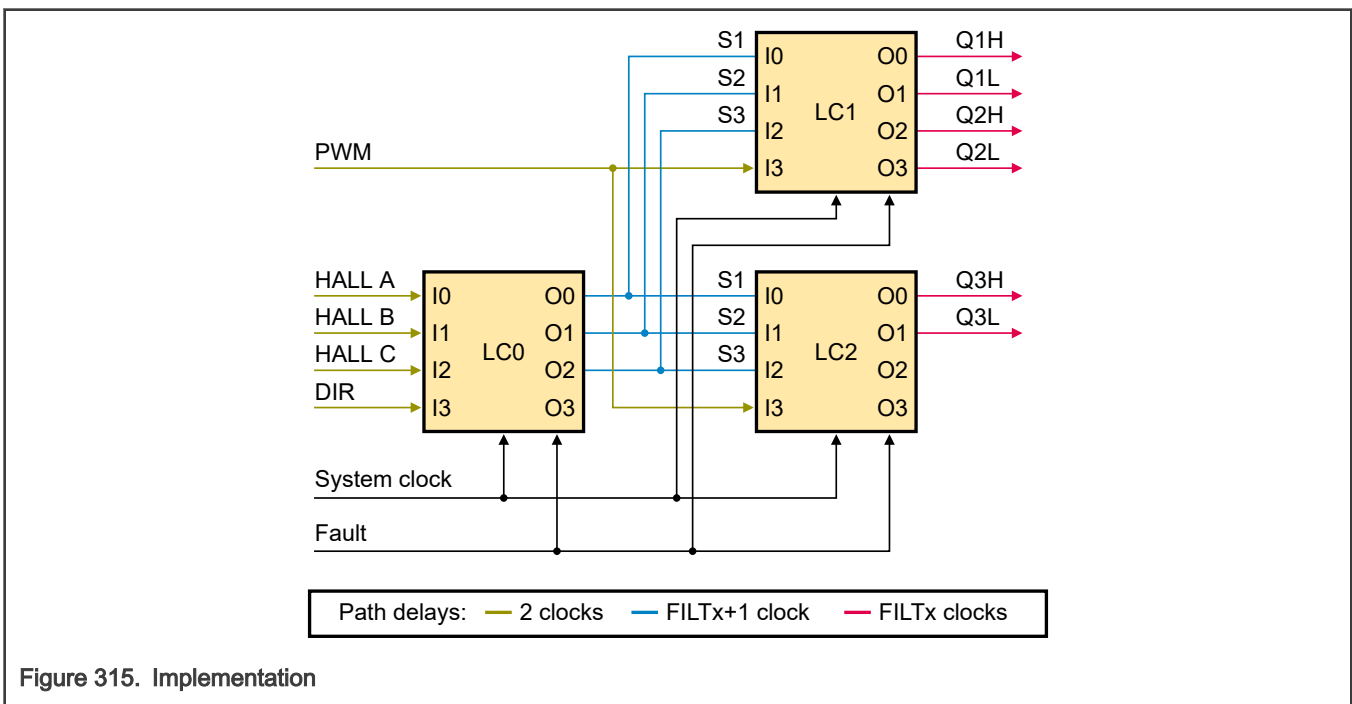 S1 I0 O0 Q1H
S2 I1 O1 Q1L
LC1
S3 I2 O2 Q2H
PWM I3 O3 Q2L
HALL A I0 O0 S1 I0 O0 Q3H
HALL B I1 O1 S2 I1 O1 Q3L
LC0 LC2
HALL C I2 O2 S3 I2 O2
DIR I3 O3 I3 O3
System clock
Fault
Path delays: 2 clocks FILTx+1 clock FILTx clocks
Figure 315. Implementation